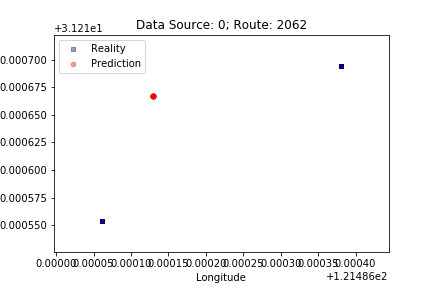 Data Source: 0; Route: 2062
+3.121e1
Reality
Prediction
0.000700
0.000675
0.000650
0.000625
0.000600
0.000575
0.000550
0.00000 0.00005 0.00010 0.00015 0.00020 0.00025 0.00030 0.00035 0.00040
Longitude
+1.21486e2